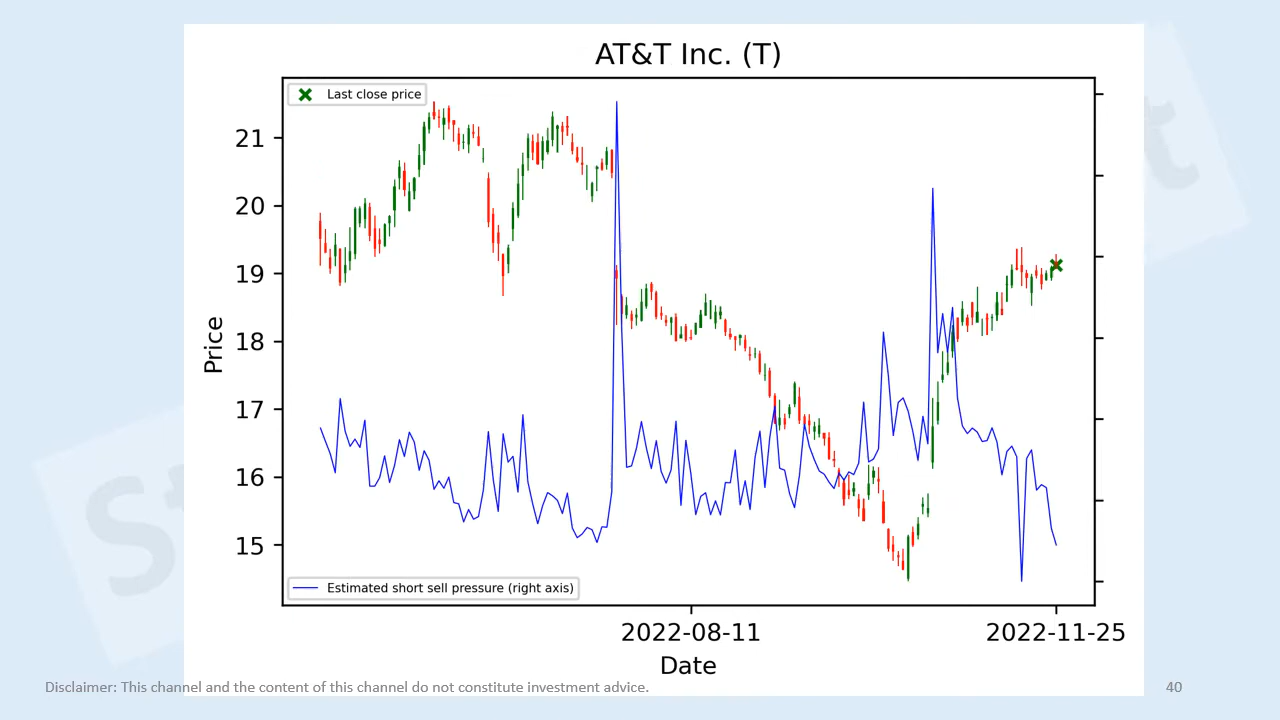 AT&T Inc. (T)
Last close price
21
20
19
18
17
16
15
Price
Estimated short sell pressure (right axis)
2022-08-11
2022-11-25
Date
Disclaimer: This channel and the content of this channel do not constitute investment advice.
40